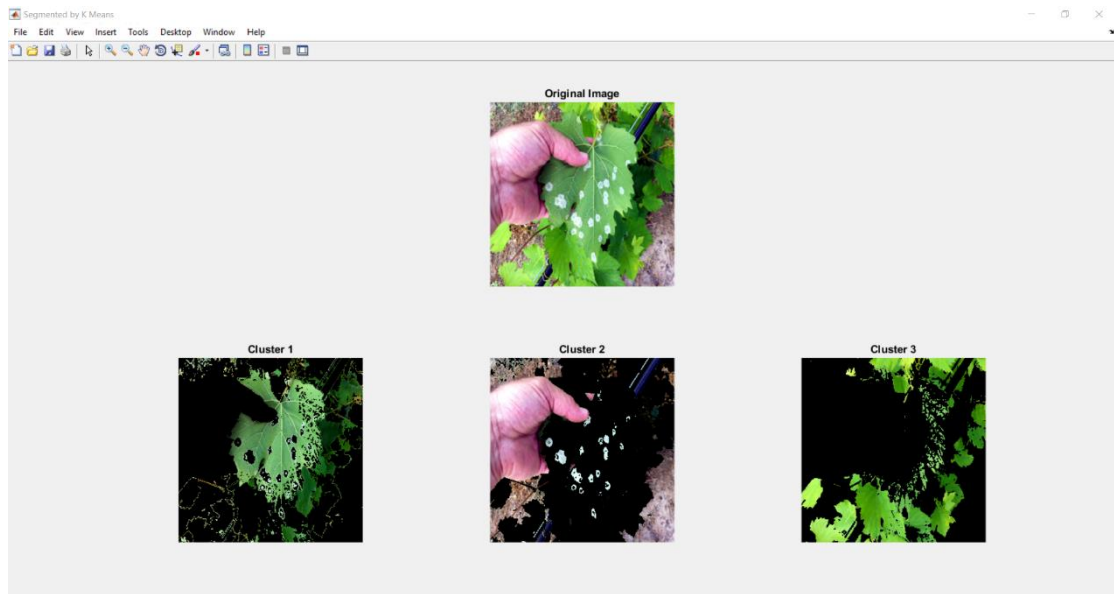 Segmented by K Means
File Edit View Insert Tools Desktop Window Help
Original Image
Cluster 1 Cluster 2 Cluster 3